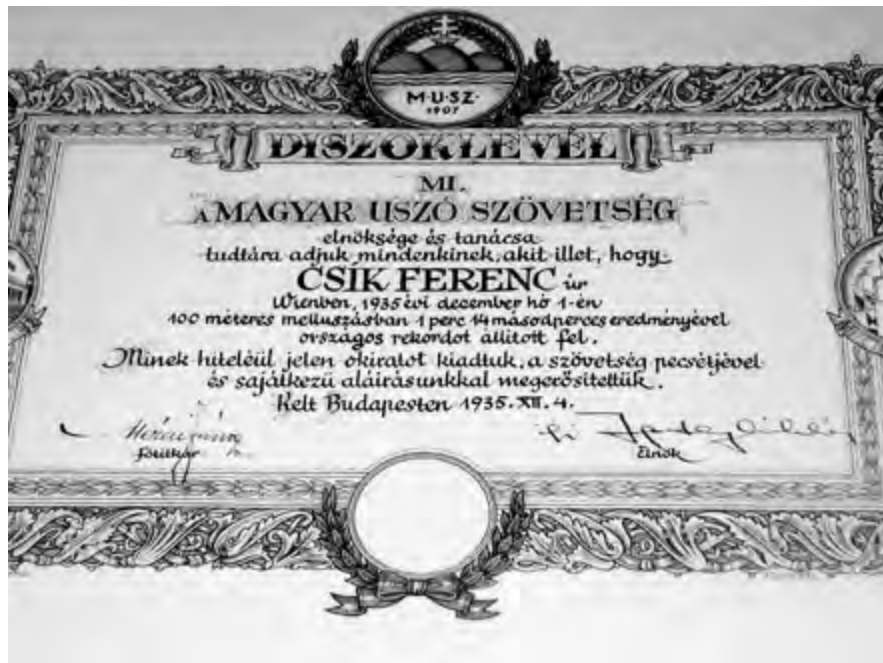 M·U·SZ·
1907
DISZOKLEVÉL
MI.
A MAGYAR USZÓ SZÖVETSÉG
elnöksége és tanácsa
tudtára adjuk mindenkinek, akit illet, hogy
CSÍK FERENC úr
Wienben, 1935 évi december hó 1-én
100 méteres mellúszásban 1 perc 14 másodperces eredményével
országos rekordot állított fel.
Minek hiteléül jelen okiratot kiadtuk, a szövetség pecsétjével
és sajátkezű aláírásunkkal megerősítettük.
Kelt Budapesten 1935. XII. 4.
főtitkár
Elnök